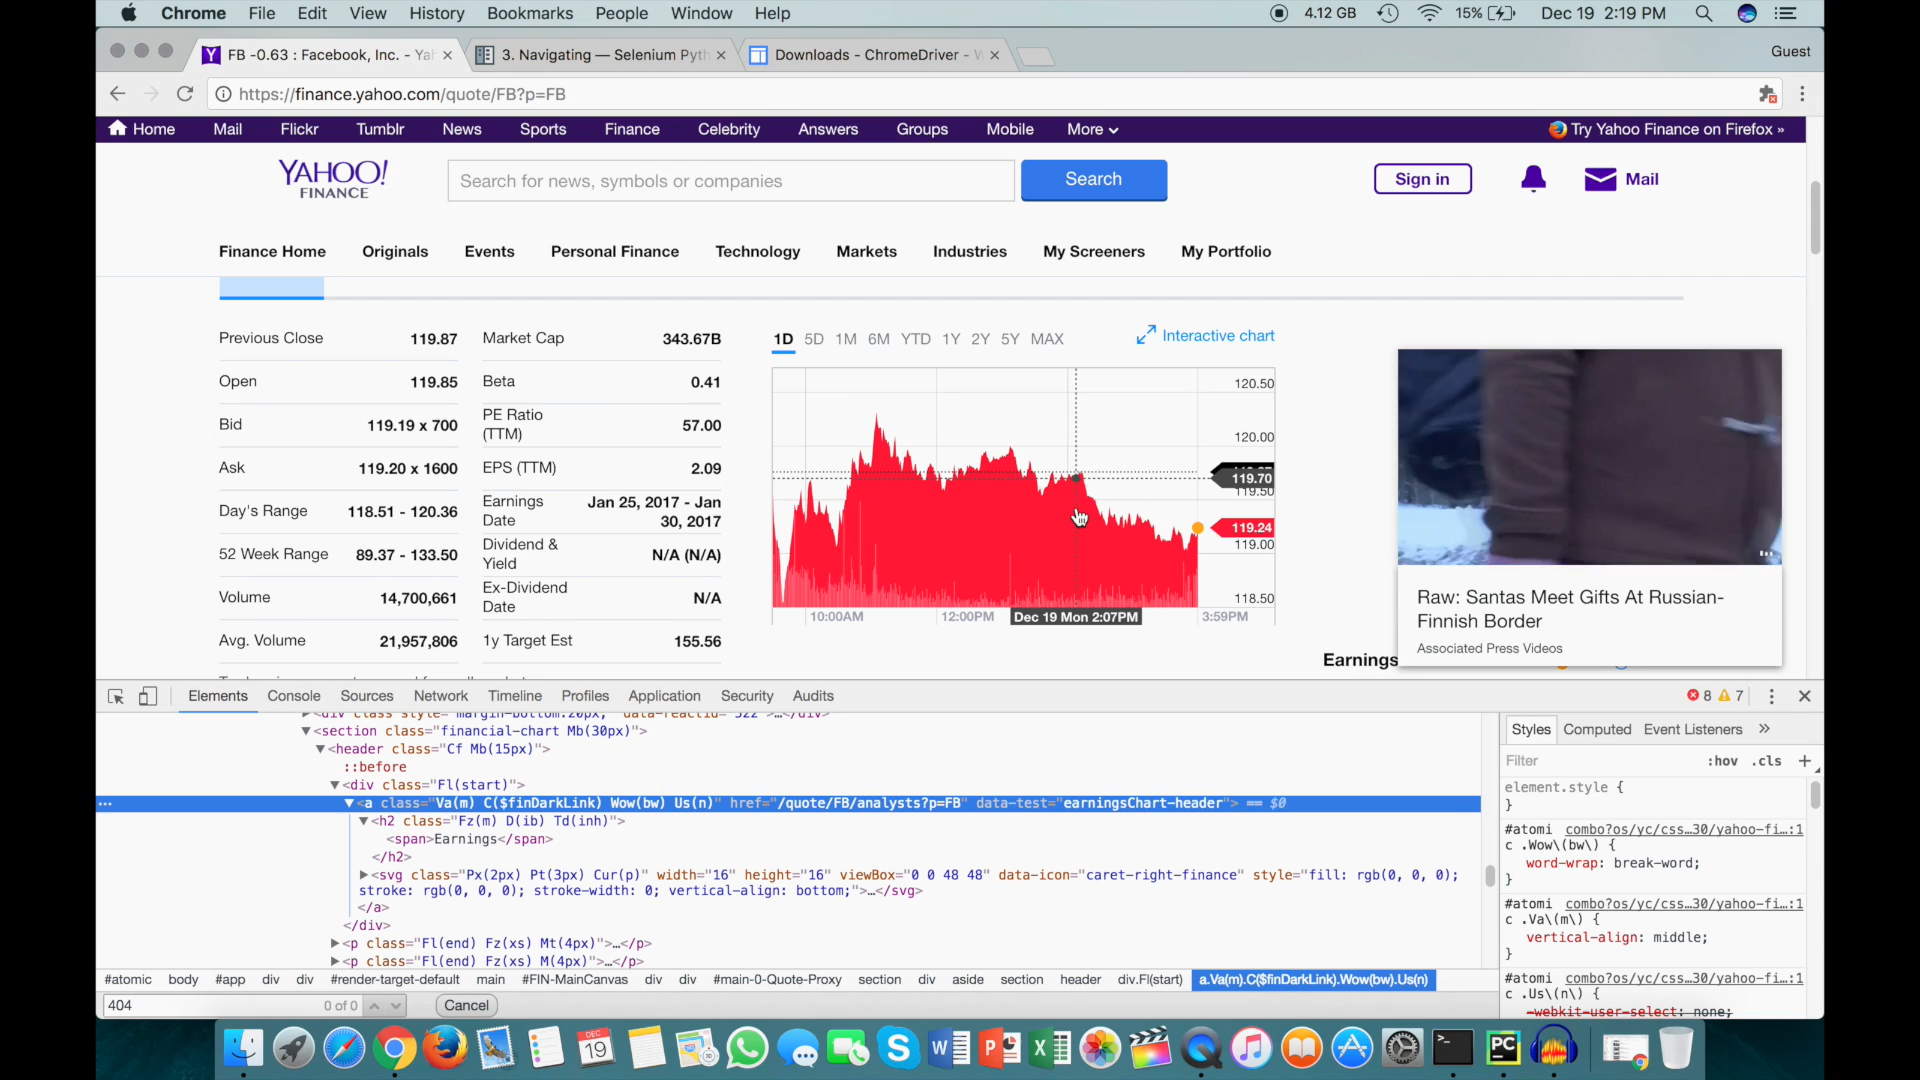 Chrome File Edit View History Bookmarks People Window Help 4.12 GB 15% Dec 19 2:19 PM
FB -0.63 : Facebook, Inc. - Ya 3. Navigating — Selenium Pyth Downloads - ChromeDriver - W Guest
https://finance.yahoo.com/quote/FB?p=FB
Home Mail Flickr Tumblr News Sports Finance Celebrity Answers Groups Mobile More Try Yahoo Finance on Firefox »
YAHOO!
FINANCE
Search for news, symbols or companies Search Sign in Mail
Finance Home Originals Events Personal Finance Technology Markets Industries My Screeners My Portfolio
Previous Close 119.87
Open 119.85
Bid 119.19 x 700
Ask 119.20 x 1600
Day's Range 118.51 - 120.36
52 Week Range 89.37 - 133.50
Volume 14,700,661
Avg. Volume 21,957,806
Market Cap 343.67B
Beta 0.41
PE Ratio
(TTM) 57.00
EPS (TTM) 2.09
Earnings
Date Jan 25, 2017 - Jan
30, 2017
Dividend &
Yield N/A (N/A)
Ex-Dividend
Date N/A
1y Target Est 155.56
1D 5D 1M 6M YTD 1Y 2Y 5Y MAX Interactive chart
120.50
120.00
119.70
119.50
119.24
119.00
118.50
10:00AM 12:00PM Dec 19 Mon 2:07PM 3:59PM
Raw: Santas Meet Gifts At Russian-
Finnish Border
Associated Press Videos
Earnings
Elements Console Sources Network Timeline Profiles Application Security Audits 8 7
<section class="financial-chart Mb(30px)">
<header class="Cf Mb(15px)">
::before
<div class="Fl(start)">
<a class="Va(m) C($finDarkLink) Wow(bw) Us(n)" href="/quote/FB/analysts?p=FB" data-test="earningsChart-header"> == $0
<h2 class="Fz(m) D(ib) Td(inh)">
<span>Earnings</span>
</h2>
<svg class="Px(2px) Pt(3px) Cur(p)" width="16" height="16" viewBox="0 0 48 48" data-icon="caret-right-finance" style="fill: rgb(0, 0, 0);
stroke: rgb(0, 0, 0); stroke-width: 0; vertical-align: bottom;">…</svg>
</a>
</div>
<p class="Fl(end) Fz(xs) Mt(4px)">…</p>
<p class="Fl(end) Fz(xs) M(4px)">…</p>
#atomic body #app div div #render-target-default main #FIN-MainCanvas div div #main-0-Quote-Proxy section div aside section header div.Fl(start) a.Va(m).C($finDarkLink).Wow(bw).Us(n)
404 0 of 0 Cancel
Styles Computed Event Listeners »
Filter :hov .cls +
element.style {
}
#atomi combo?os/yc/css…30/yahoo-fi…:1
c .Wow\(bw\) {
word-wrap: break-word;
}
#atomi combo?os/yc/css…30/yahoo-fi…:1
c .Va\(m\) {
vertical-align: middle;
}
#atomi combo?os/yc/css…30/yahoo-fi…:1
c .Us\(n\) {
-webkit-user-select: none;
DEC
19